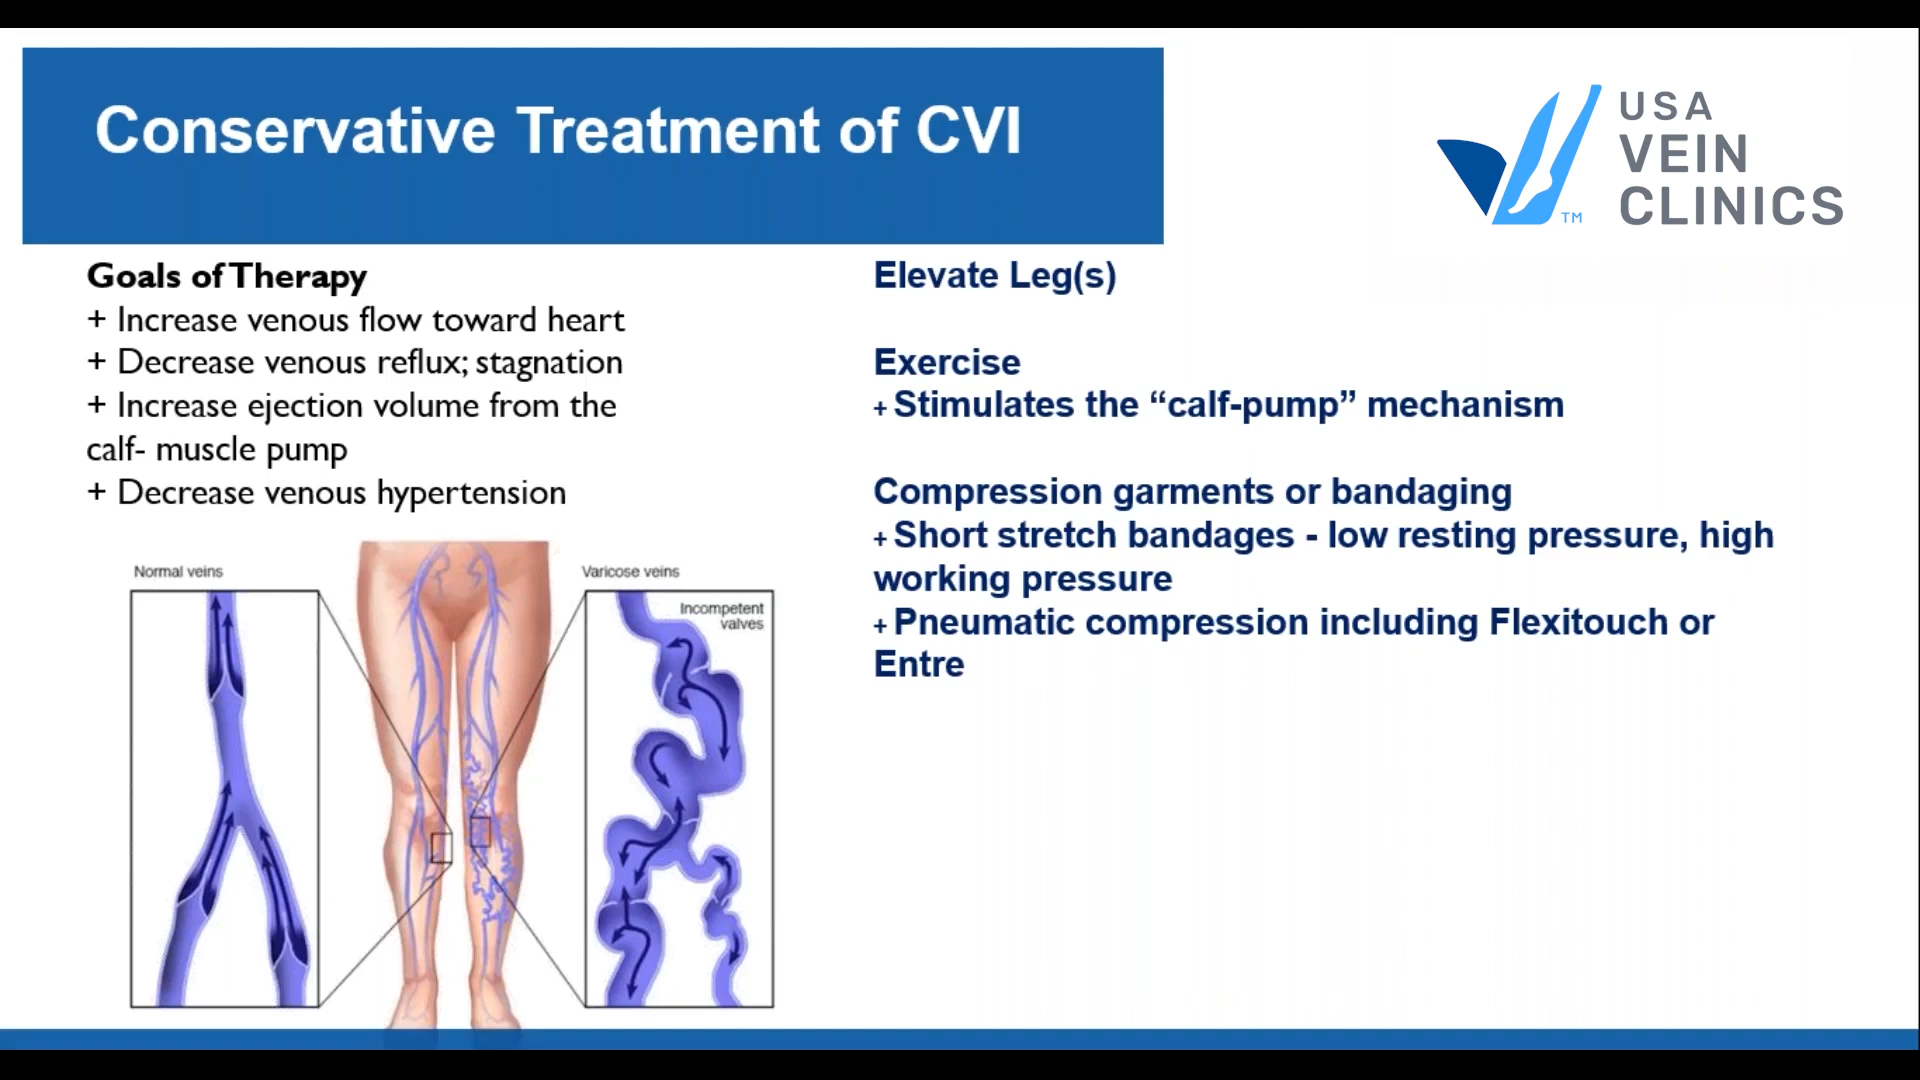 Conservative Treatment of CVI
USA
VEIN
CLINICS
TM
Goals of Therapy
+ Increase venous flow toward heart
+ Decrease venous reflux; stagnation
+ Increase ejection volume from the
calf- muscle pump
+ Decrease venous hypertension
Normal veins
Varicose veins
Incompetent
valves
Elevate Leg(s)
Exercise
+ Stimulates the “calf-pump” mechanism
Compression garments or bandaging
+ Short stretch bandages - low resting pressure, high
working pressure
+ Pneumatic compression including Flexitouch or
Entre